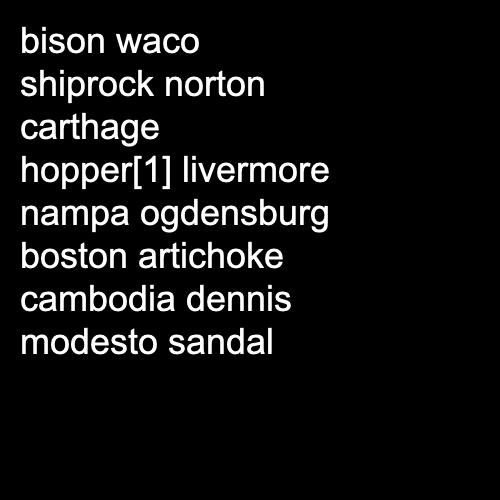 bison waco
shiprock norton
carthage
hopper[1] livermore
nampa ogdensburg
boston artichoke
cambodia dennis
modesto sandal